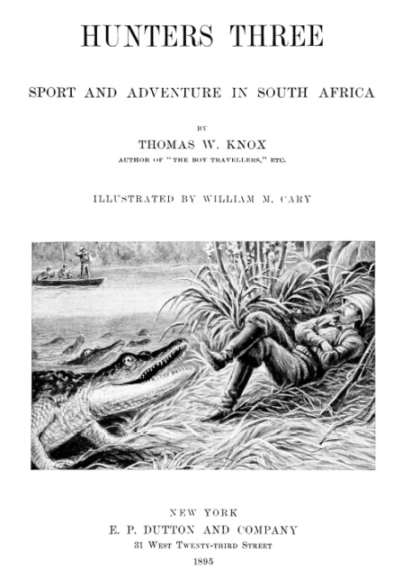 HUNTERS THREE
SPORT AND ADVENTURE IN SOUTH AFRICA
BY
THOMAS W. KNOX
AUTHOR OF "THE BOY TRAVELLERS," ETC.
ILLUSTRATED BY WILLIAM M. CARY
NEW YORK
E. P. DUTTON AND COMPANY
31 WEST TWENTY-THIRD STREET
1895